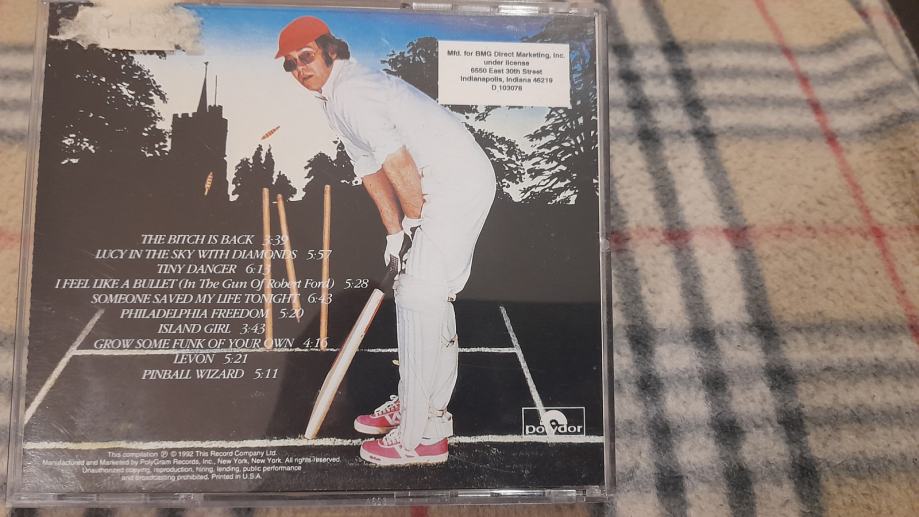 Mfd. for BMG Direct Marketing, Inc.
under license
6550 East 30th Street
Indianapolis, Indiana 46219
D 103078
THE BITCH IS BACK 3:39
LUCY IN THE SKY WITH DIAMONDS 5:57
TINY DANCER 6:13
I FEEL LIKE A BULLET (In The Gun Of Robert Ford) 5:28
SOMEONE SAVED MY LIFE TONIGHT 6:43
PHILADELPHIA FREEDOM 5:20
ISLAND GIRL 3:43
GROW SOME FUNK OF YOUR OWN 4:16
LEVON 5:21
PINBALL WIZARD 5:11
polydor
This compilation ℗ © 1992 This Record Company Ltd.
Manufactured and Marketed by PolyGram Records, Inc., New York, New York. All rights reserved.
Unauthorized copying, reproduction, hiring, lending, public performance
and broadcasting prohibited. Printed in U.S.A.